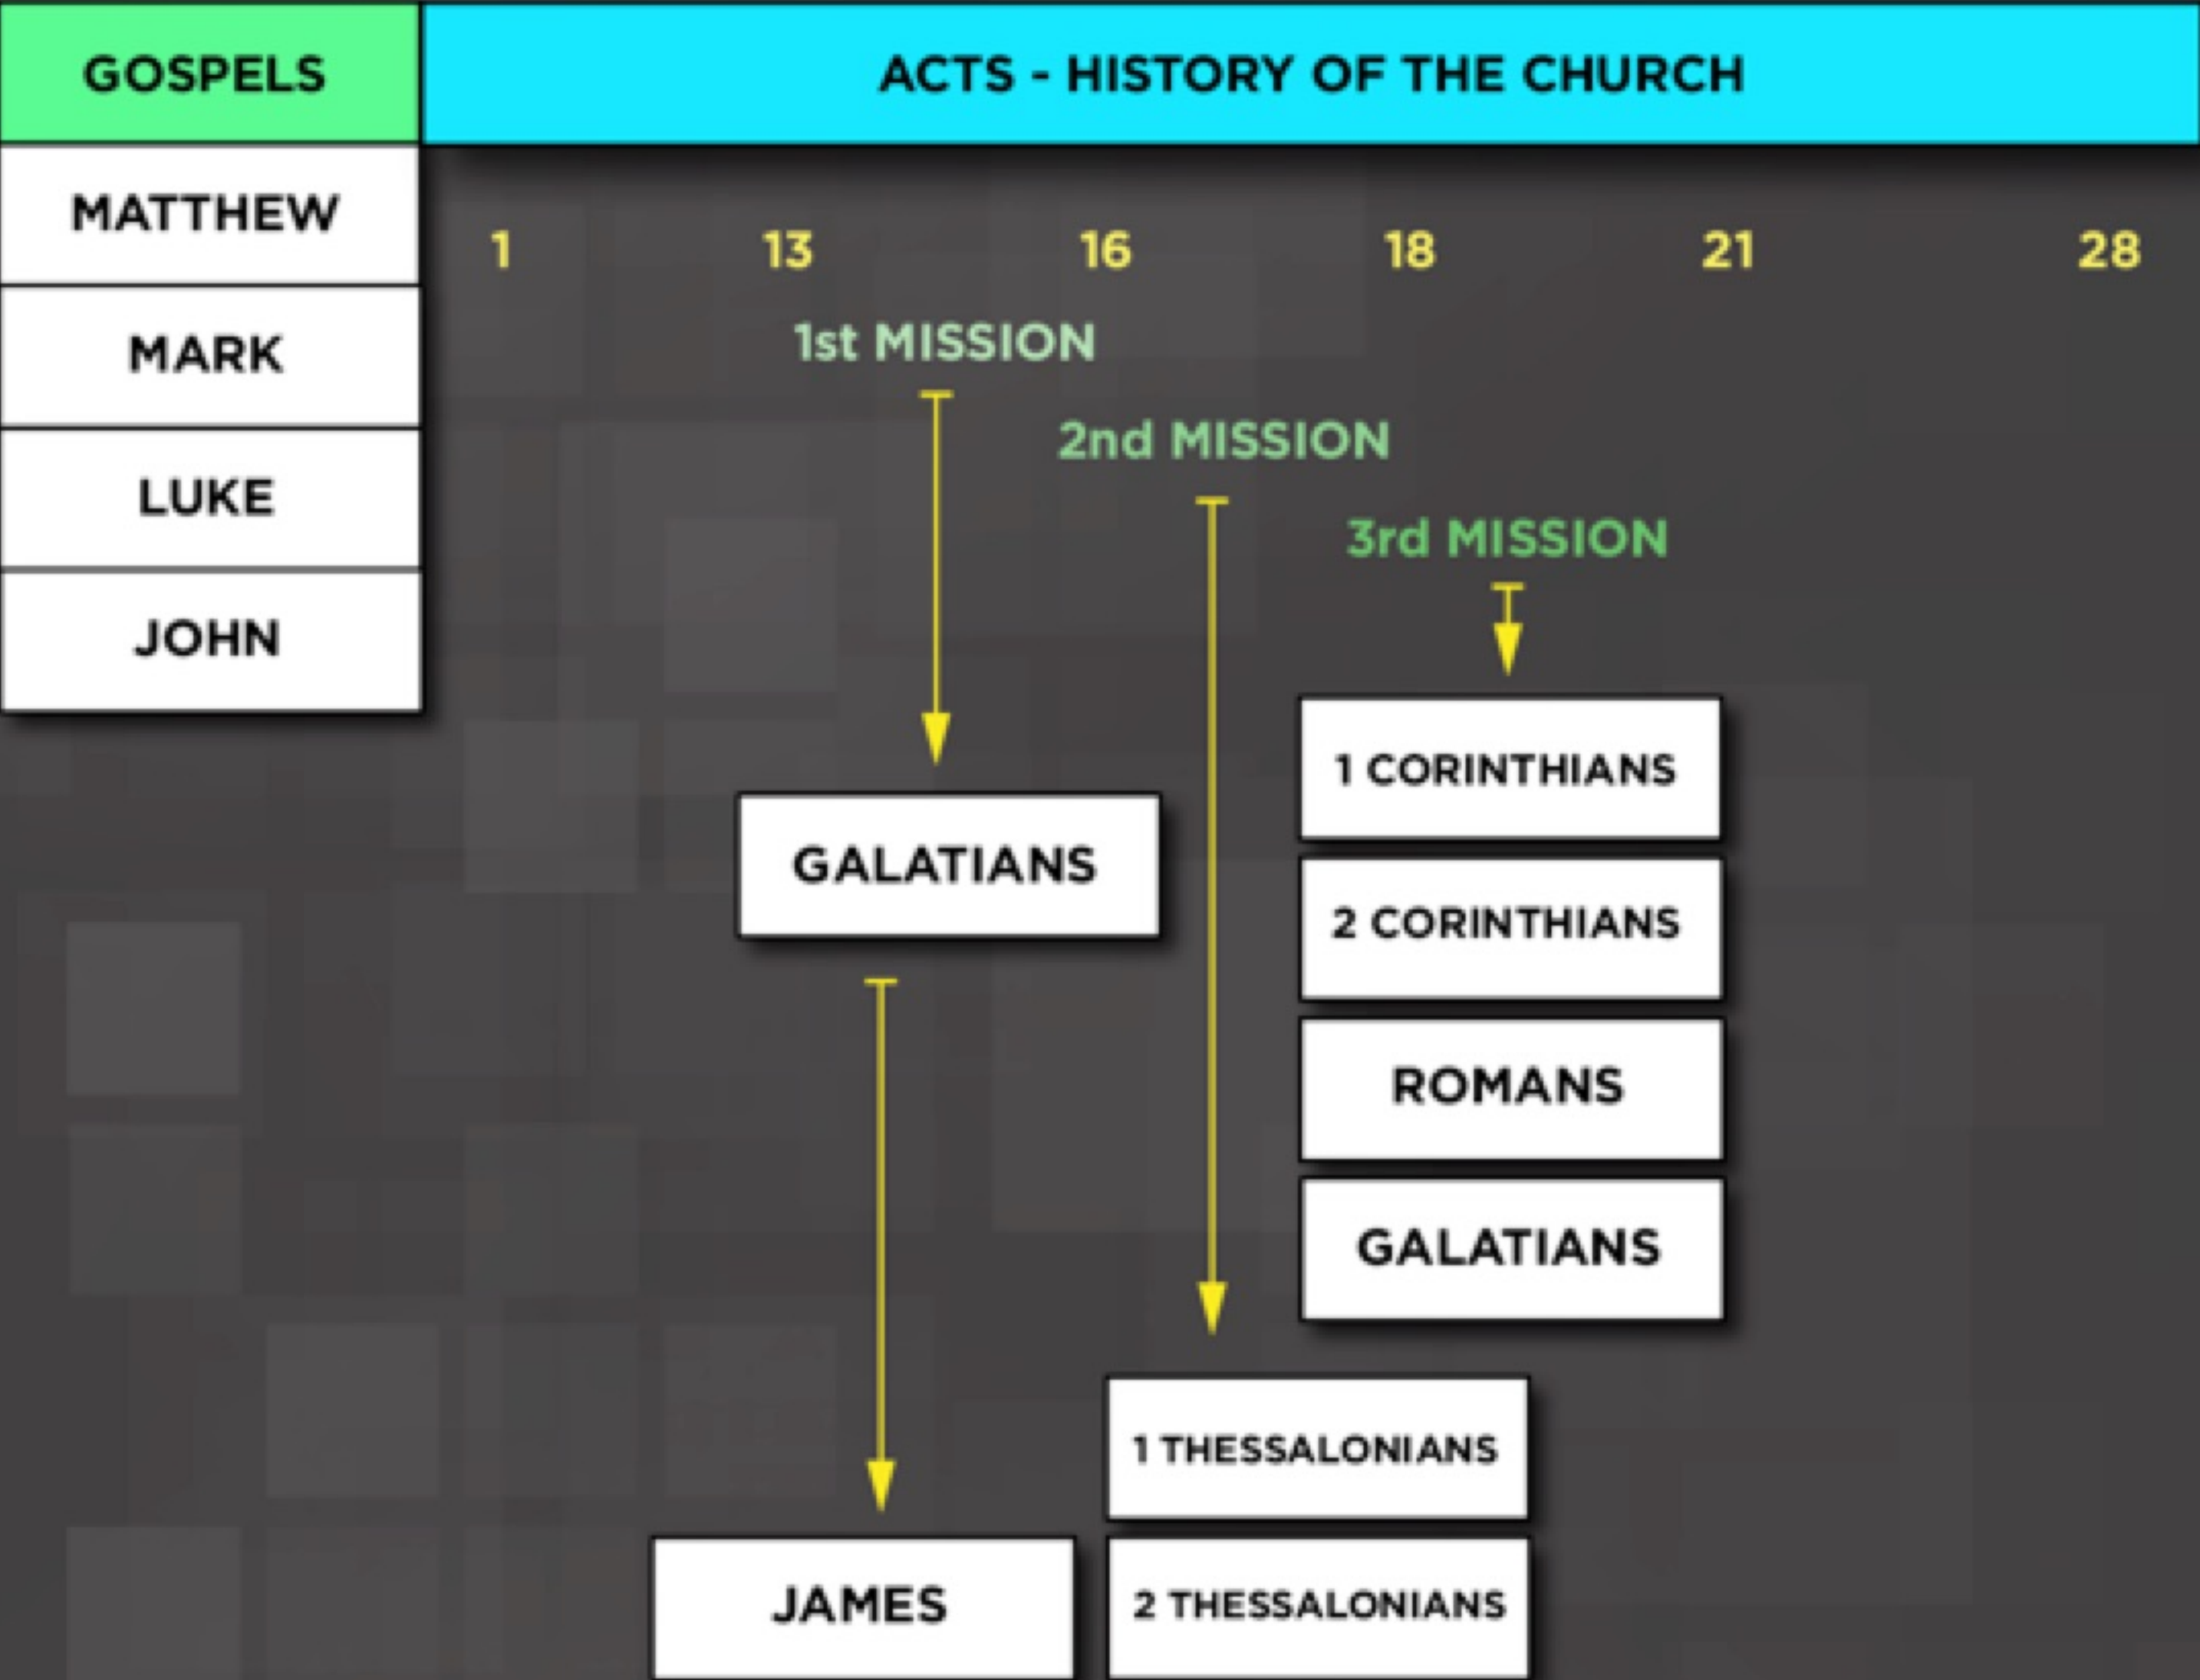 GOSPELS
ACTS - HISTORY OF THE CHURCH
MATTHEW
MARK
LUKE
JOHN
1 13 16 18 21 28
1st MISSION
2nd MISSION
3rd MISSION
GALATIANS
JAMES
1 THESSALONIANS
2 THESSALONIANS
1 CORINTHIANS
2 CORINTHIANS
ROMANS
GALATIANS